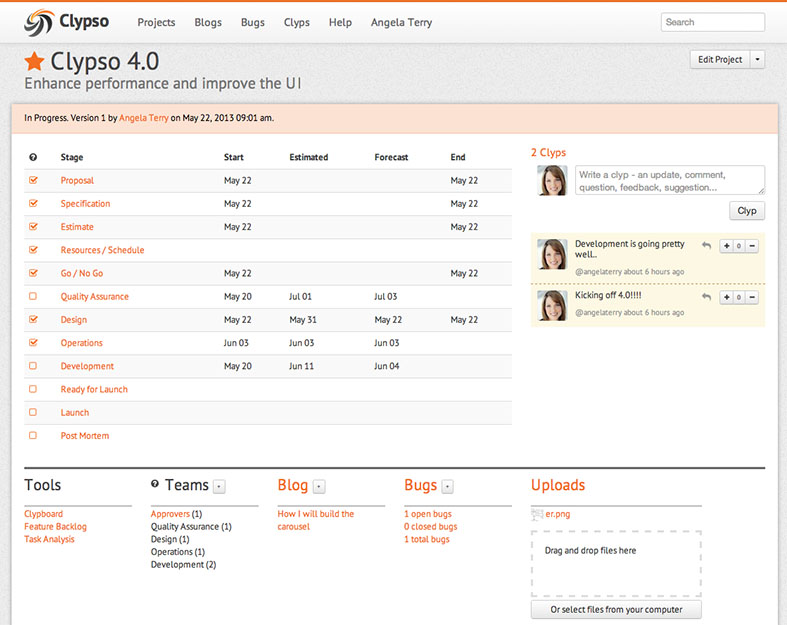 Clypso Projects Blogs Bugs Clyps Help Angela Terry Search
Clypso 4.0 Edit Project
Enhance performance and improve the UI
In Progress. Version 1 by Angela Terry on May 22, 2013 09:01 am.
Stage Start Estimated Forecast End
Proposal May 22 May 22
Specification May 22 May 22
Estimate May 22 May 22
Resources / Schedule
Go / No Go May 22 May 22
Quality Assurance May 20 Jul 01 Jul 03
Design May 22 May 31 May 22 May 22
Operations Jun 03 Jun 03 Jun 03
Development May 20 Jun 11 Jun 04
Ready for Launch
Launch
Post Mortem
2 Clyps
Write a clyp - an update, comment,
question, feedback, suggestion...
Clyp
Development is going pretty
well..
+ 0 −
@angelaterry about 6 hours ago
Kicking off 4.0!!!!
+ 0 −
@angelaterry about 6 hours ago
Tools
Clypboard
Feature Backlog
Task Analysis
Teams
Approvers (1)
Quality Assurance (1)
Design (1)
Operations (1)
Development (2)
Blog
How I will build the
carousel
Bugs
1 open bugs
0 closed bugs
1 total bugs
Uploads
er.png
Drag and drop files here
Or select files from your computer